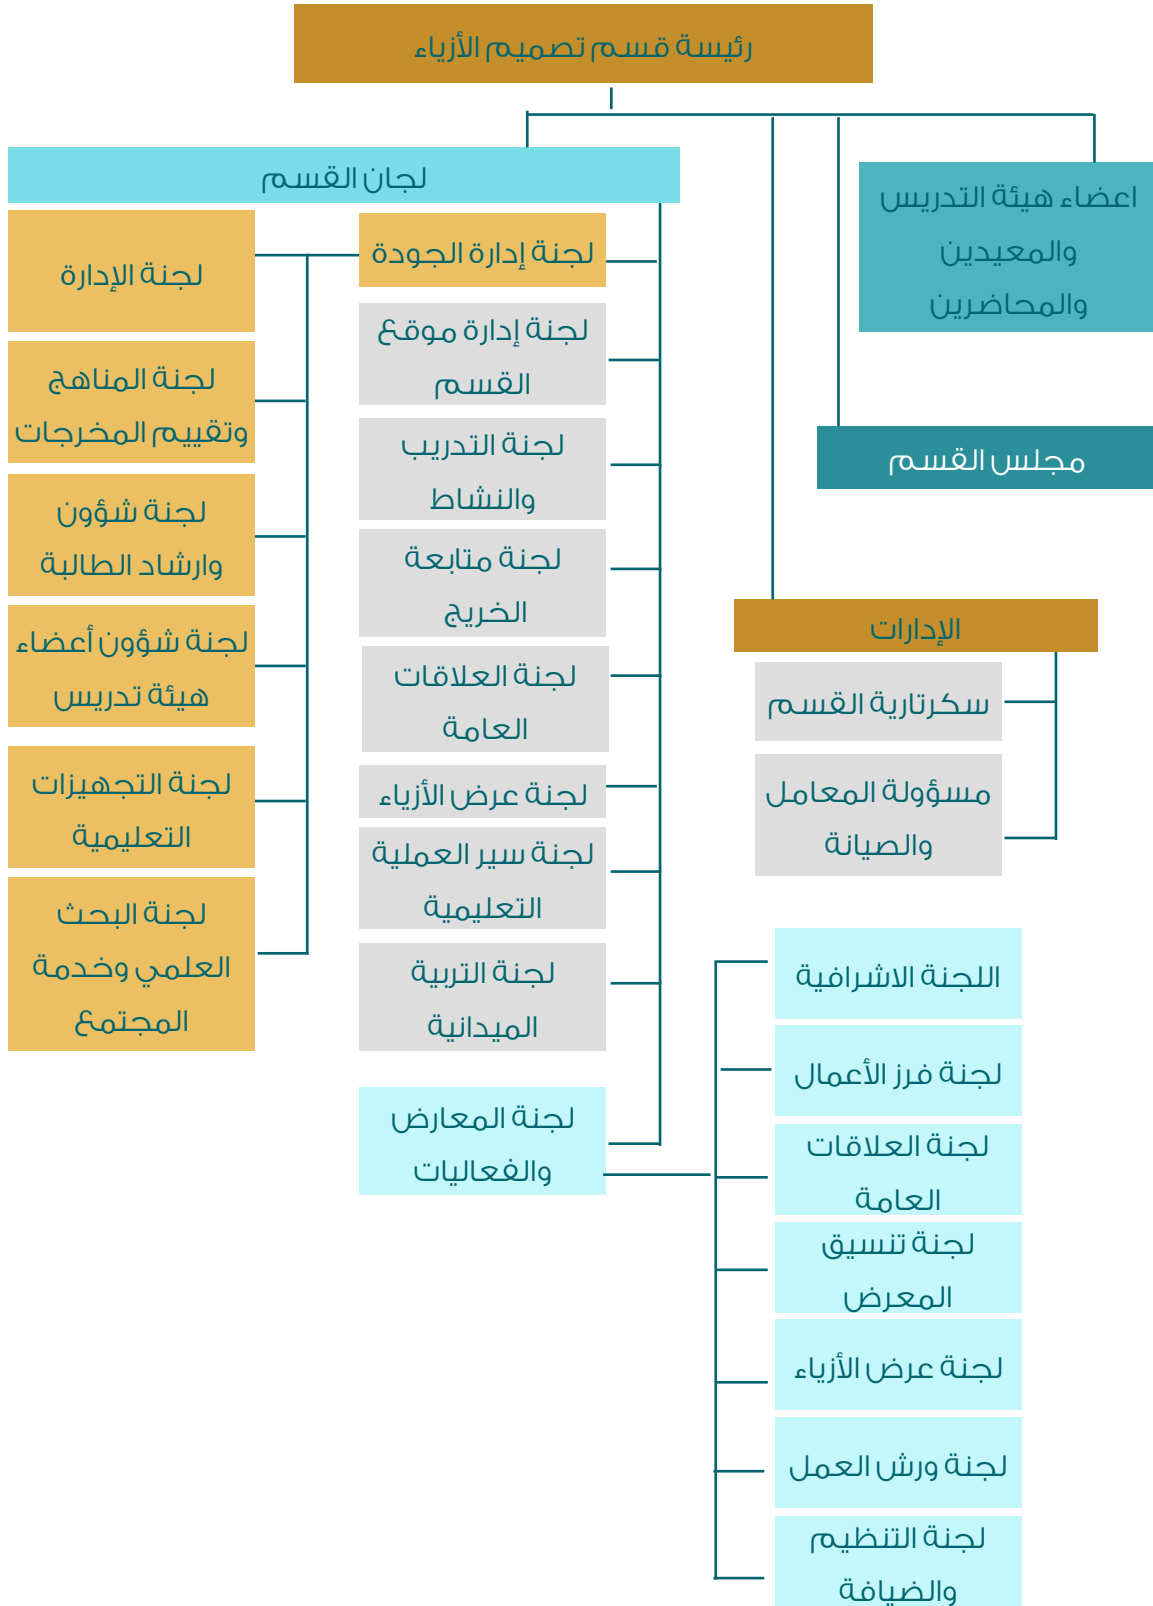 رئيسة قسم تصميم الأزياء
اعضاء هيئة التدريس
والمعيدين
والمحاضرين
مجلس القسم
الإدارات
سكرتارية القسم
مسؤولة المعامل
والصيانة
لجان القسم
لجنة إدارة الجودة
لجنة إدارة موقع
القسم
لجنة التدريب
والنشاط
لجنة متابعة
الخريج
لجنة العلاقات
العامة
لجنة عرض الأزياء
لجنة سير العملية
التعليمية
لجنة التربية
الميدانية
لجنة المعارض
والفعاليات
لجنة الإدارة
لجنة المناهج
وتقييم المخرجات
لجنة شؤون
وارشاد الطالبة
لجنة شؤون أعضاء
هيئة تدريس
لجنة التجهيزات
التعليمية
لجنة البحث
العلمي وخدمة
المجتمع
اللجنة الاشرافية
لجنة فرز الأعمال
لجنة العلاقات
العامة
لجنة تنسيق
المعرض
لجنة عرض الأزياء
لجنة ورش العمل
لجنة التنظيم
والضيافة